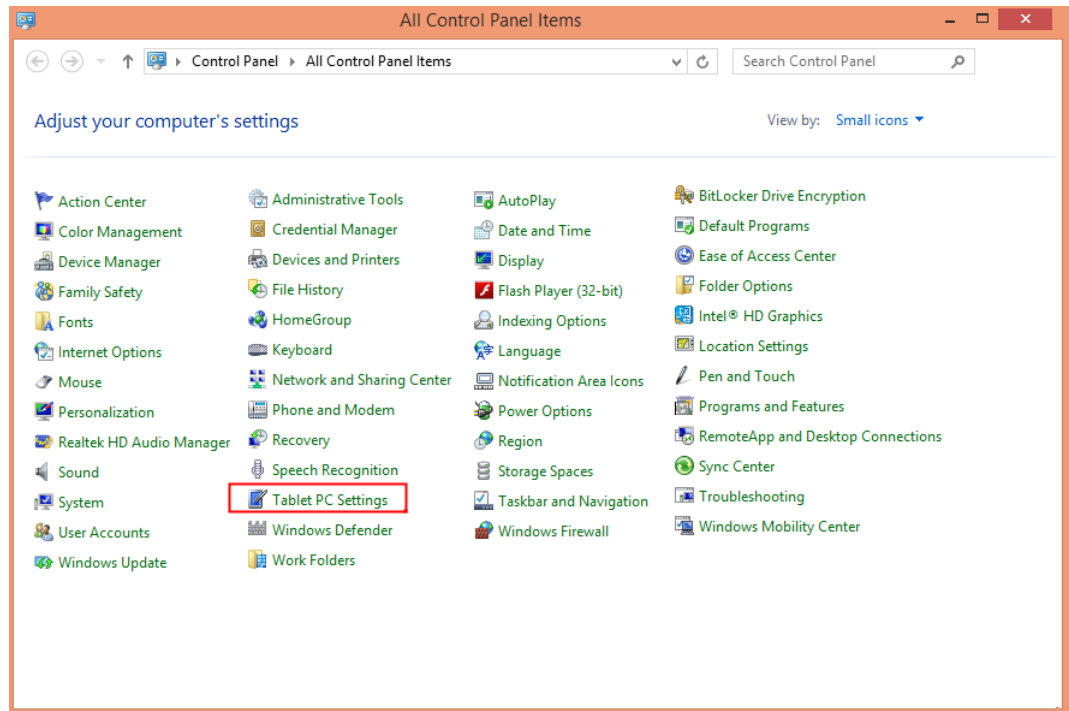 All Control Panel Items
Control Panel All Control Panel Items
Search Control Panel
Adjust your computer's settings
View by: Small icons
Action Center
Administrative Tools
AutoPlay
BitLocker Drive Encryption
Color Management
Credential Manager
Date and Time
Default Programs
Device Manager
Devices and Printers
Display
Ease of Access Center
Family Safety
File History
Flash Player (32-bit)
Folder Options
Fonts
HomeGroup
Indexing Options
Intel® HD Graphics
Internet Options
Keyboard
Language
Location Settings
Mouse
Network and Sharing Center
Notification Area Icons
Pen and Touch
Personalization
Phone and Modem
Power Options
Programs and Features
Realtek HD Audio Manager
Recovery
Region
RemoteApp and Desktop Connections
Sound
Speech Recognition
Storage Spaces
Sync Center
System
Tablet PC Settings
Taskbar and Navigation
Troubleshooting
User Accounts
Windows Defender
Windows Firewall
Windows Mobility Center
Windows Update
Work Folders